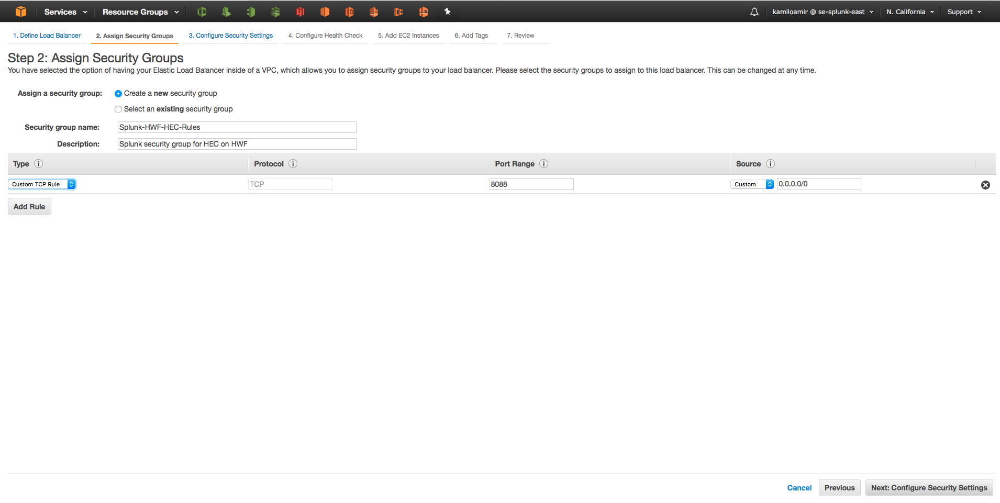 Services Resource Groups kamiloamir @ se-splunk-east N. California Support
1. Define Load Balancer 2. Assign Security Groups 3. Configure Security Settings 4. Configure Health Check 5. Add EC2 Instances 6. Add Tags 7. Review
Step 2: Assign Security Groups
You have selected the option of having your Elastic Load Balancer inside of a VPC, which allows you to assign security groups to your load balancer. Please select the security groups to assign to this load balancer. This can be changed at any time.
Assign a security group: Create a new security group
Select an existing security group
Security group name: Splunk-HWF-HEC-Rules
Description: Splunk security group for HEC on HWF
Type i Protocol i Port Range i Source i
Custom TCP Rule TCP 8088 Custom 0.0.0.0/0
Add Rule
Cancel Previous Next: Configure Security Settings